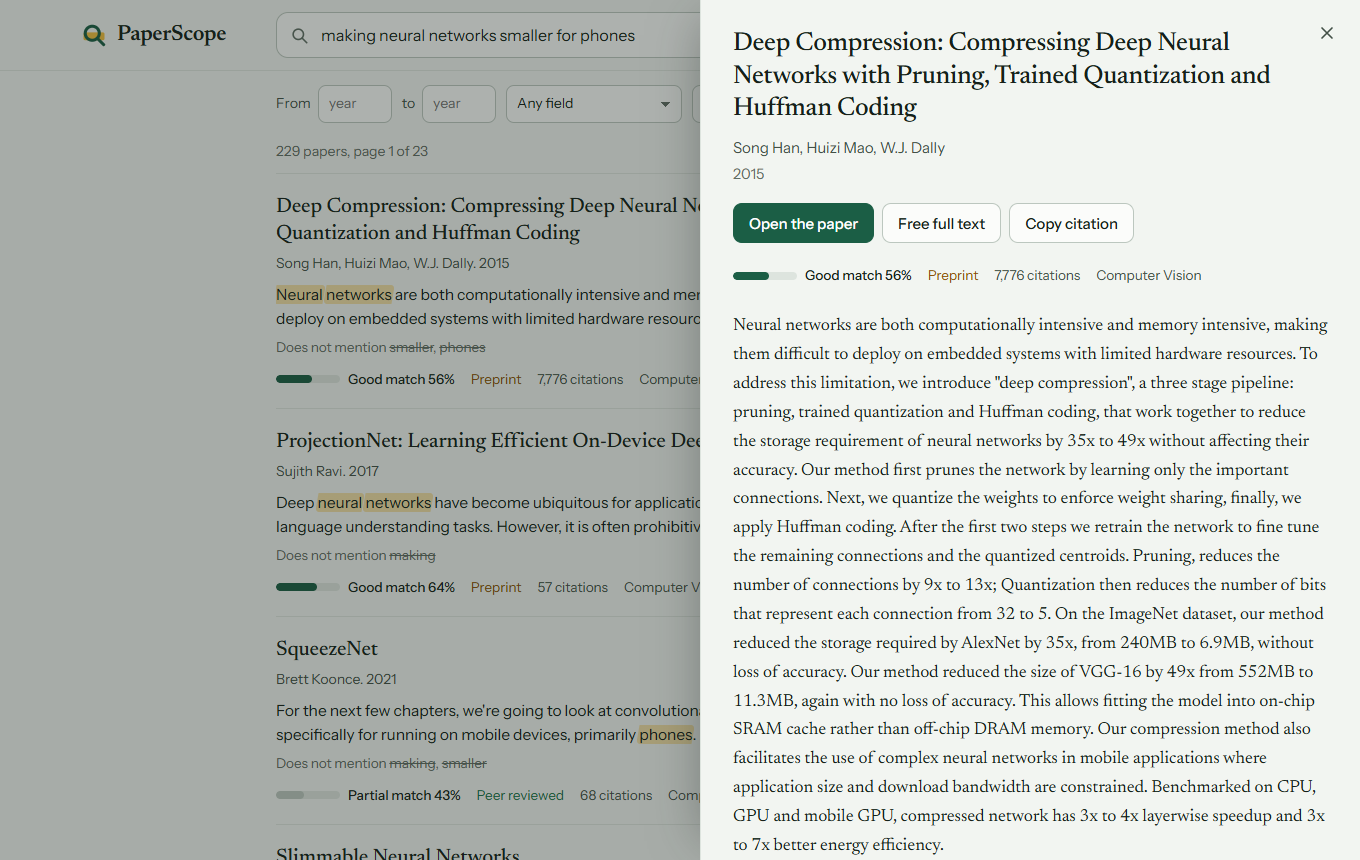 PaperScope
making neural networks smaller for phones
From year to year Any field
229 papers, page 1 of 23
Deep Compression: Compressing Deep Neural
Quantization and Huffman Coding
Song Han, Huizi Mao, W.J. Dally. 2015
Neural networks are both computationally intensive and
deploy on embedded systems with limited hardware
Does not mention smaller, phones
Good match 56% Preprint 7,776 citations
ProjectionNet: Learning Efficient On-Device
Sujith Ravi. 2017
Deep neural networks have become ubiquitous for
language understanding tasks. However, it is often
Does not mention making
Good match 64% Preprint 57 citations Computer
SqueezeNet
Brett Koonce. 2021
For the next few chapters, we're going to look at
specifically for running on mobile devices, primarily phones.
Does not mention making, smaller
Partial match 43% Peer reviewed 68 citations
Slimmable Neural Networks
Deep Compression: Compressing Deep Neural
Networks with Pruning, Trained Quantization and
Huffman Coding
Song Han, Huizi Mao, W.J. Dally
2015
Open the paper Free full text Copy citation
Good match 56% Preprint 7,776 citations Computer Vision
Neural networks are both computationally intensive and memory intensive, making
them difficult to deploy on embedded systems with limited hardware resources. To
address this limitation, we introduce "deep compression", a three stage pipeline:
pruning, trained quantization and Huffman coding, that work together to reduce
the storage requirement of neural networks by 35x to 49x without affecting their
accuracy. Our method first prunes the network by learning only the important
connections. Next, we quantize the weights to enforce weight sharing, finally, we
apply Huffman coding. After the first two steps we retrain the network to fine tune
the remaining connections and the quantized centroids. Pruning, reduces the
number of connections by 9x to 13x; Quantization then reduces the number of bits
that represent each connection from 32 to 5. On the ImageNet dataset, our method
reduced the storage required by AlexNet by 35x, from 240MB to 6.9MB, without
loss of accuracy. Our method reduced the size of VGG-16 by 49x from 552MB to
11.3MB, again with no loss of accuracy. This allows fitting the model into on-chip
SRAM cache rather than off-chip DRAM memory. Our compression method also
facilitates the use of complex neural networks in mobile applications where
application size and download bandwidth are constrained. Benchmarked on CPU,
GPU and mobile GPU, compressed network has 3x to 4x layerwise speedup and 3x
to 7x better energy efficiency.